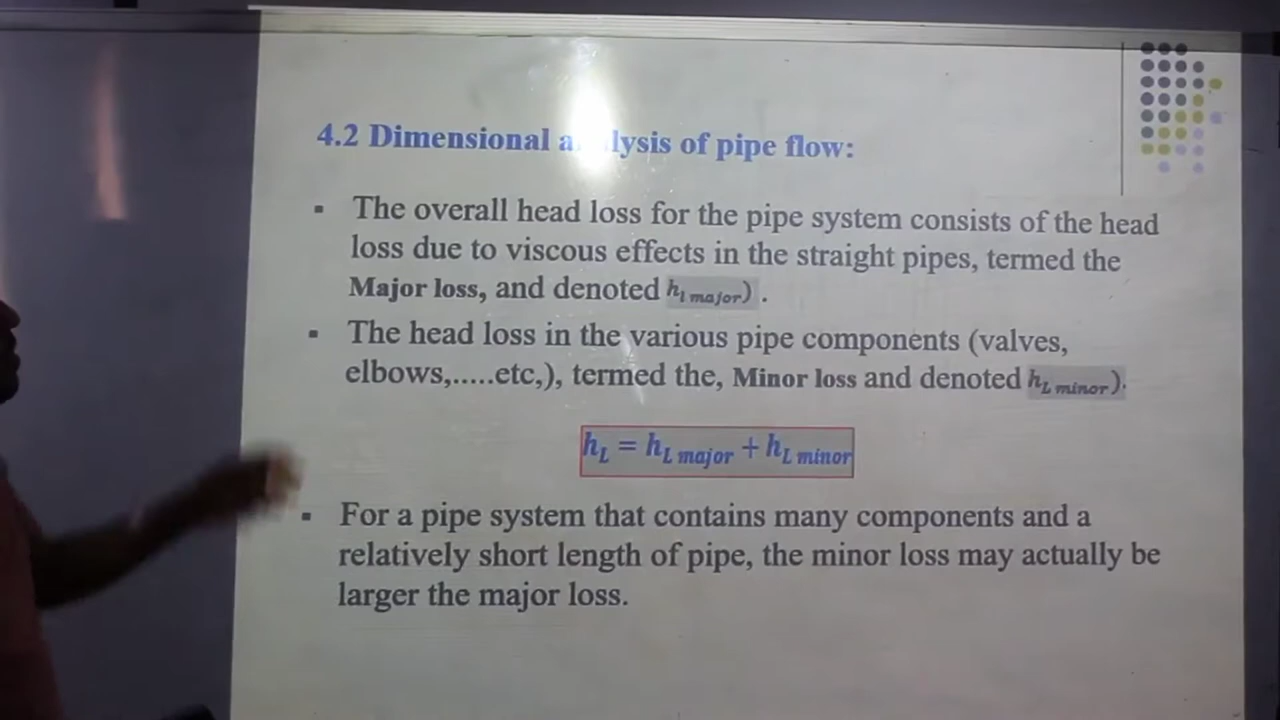 4.2 Dimensional a lysis of pipe flow:
▪ The overall head loss for the pipe system consists of the head
loss due to viscous effects in the straight pipes, termed the
Major loss, and denoted h_{l major}) .
▪ The head loss in the various pipe components (valves,
elbows,.....etc,), termed the, Minor loss and denoted h_{L minor}).
h_L = h_{L major} + h_{L minor}
▪ For a pipe system that contains many components and a
relatively short length of pipe, the minor loss may actually be
larger the major loss.